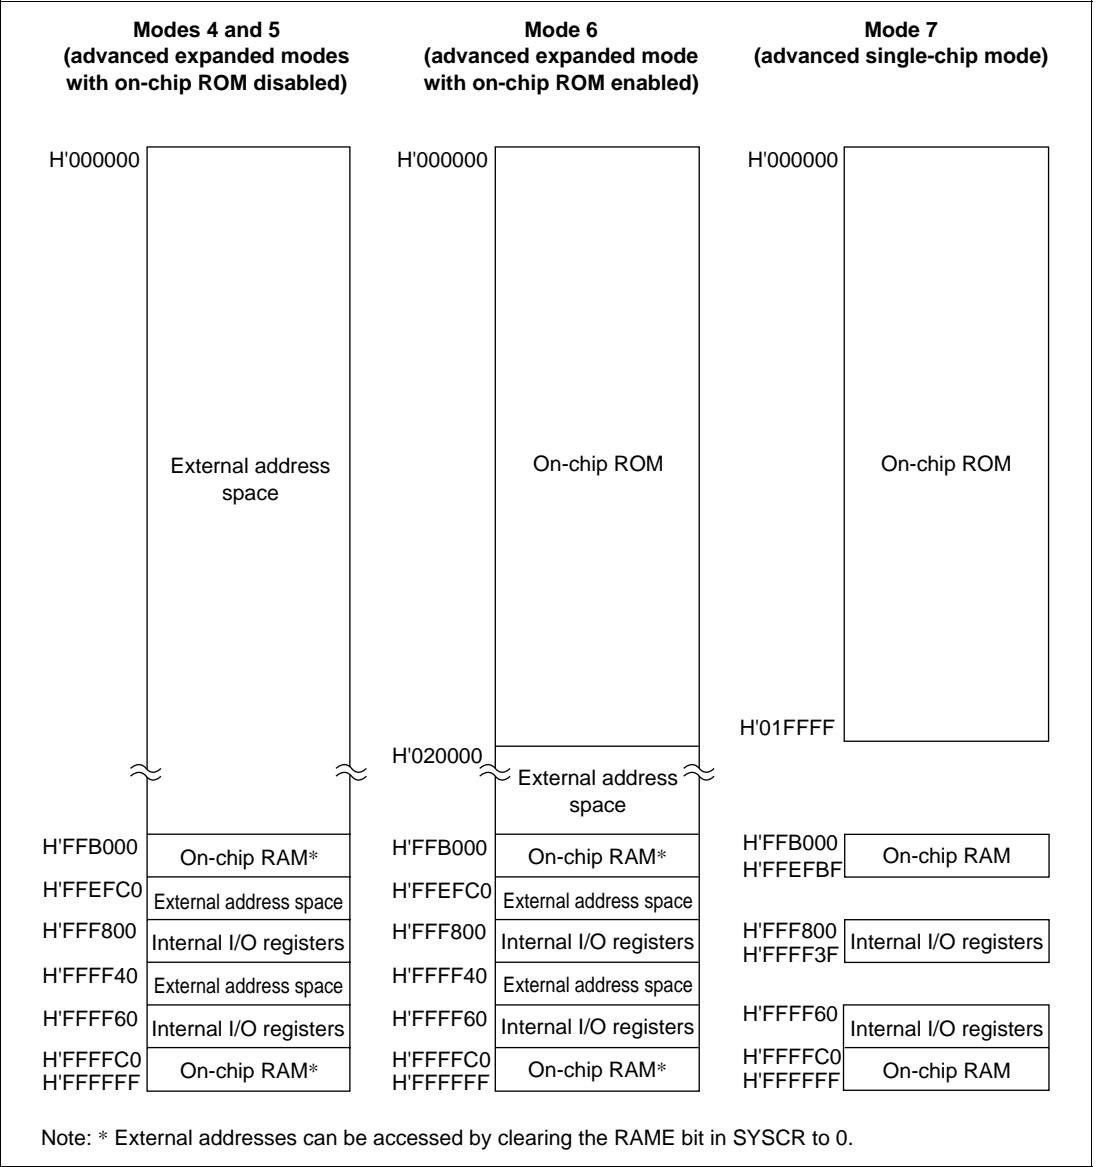 Modes 4 and 5
(advanced expanded modes
with on-chip ROM disabled)
H'000000
External address
space
H'FFB000
On-chip RAM*
H'FFEFC0
External address space
H'FFF800
Internal I/O registers
H'FFFF40
External address space
H'FFFF60
Internal I/O registers
H'FFFFC0
On-chip RAM*
H'FFFFFF
Mode 6
(advanced expanded mode
with on-chip ROM enabled)
H'000000
On-chip ROM
H'020000
External address
space
H'FFB000
On-chip RAM*
H'FFEFC0
External address space
H'FFF800
Internal I/O registers
H'FFFF40
External address space
H'FFFF60
Internal I/O registers
H'FFFFC0
On-chip RAM*
H'FFFFFF
Mode 7
(advanced single-chip mode)
H'000000
On-chip ROM
H'01FFFF
H'FFB000
On-chip RAM
H'FFEFBF
H'FFF800
Internal I/O registers
H'FFFF3F
H'FFFF60
Internal I/O registers
H'FFFFC0
On-chip RAM
H'FFFFFF
Note: * External addresses can be accessed by clearing the RAME bit in SYSCR to 0.